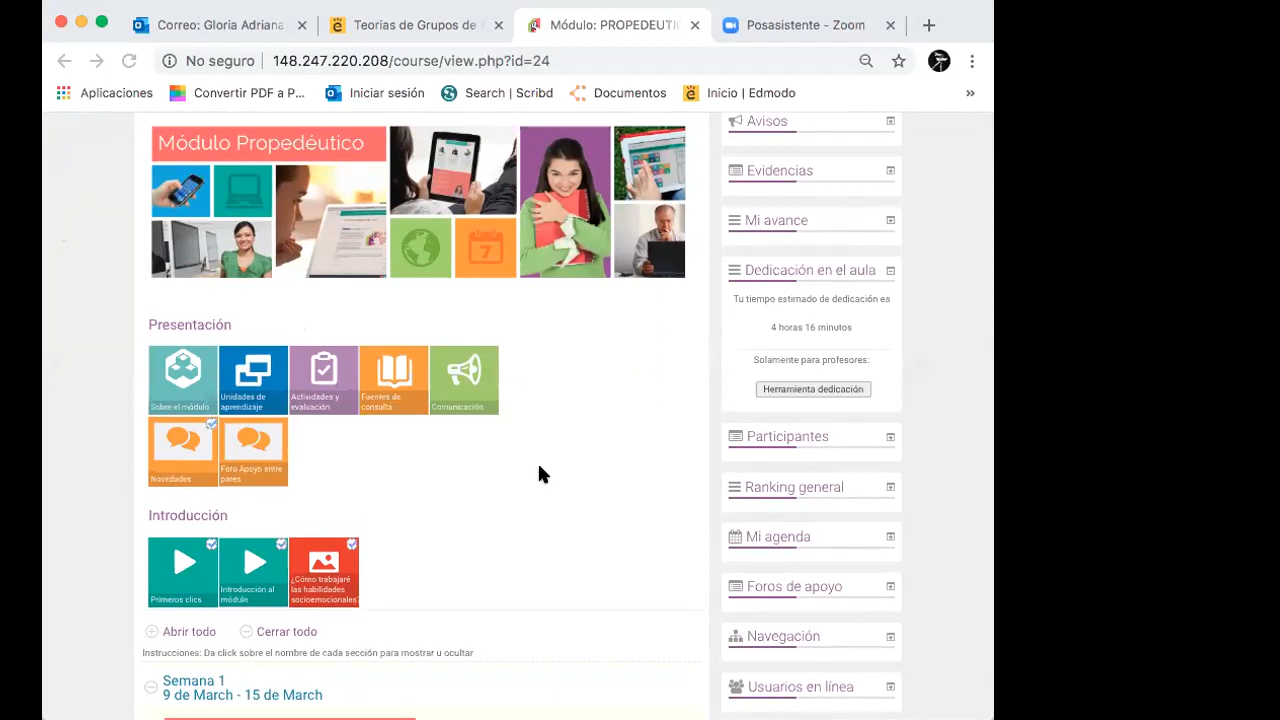 Correo: Gloria Adriana
Teorias de Grupos de
Módulo: PROPEDEUTI
Posasistente - Zoom
No seguro
148.247.220.208/course/view.php?id=24
Aplicaciones
Convertir PDF a P...
Iniciar sesión
Search | Scribd
Documentos
Inicio | Edmodo
»
Módulo Propedéutico
7
Presentación
Sobre el módulo
Unidades de
aprendizaje
Actividades y
evaluación
Fuentes de
consulta
Comunicación
Novedades
Foro Apoyo entre
pares
Introducción
Primeros clics
Introducción al
módulo
¿Cómo trabajaré
las habilidades
socioemocionales?
Abrir todo
Cerrar todo
Instrucciones: Da click sobre el nombre de cada sección para mostrar u ocultar
Semana 1
9 de March - 15 de March
Avisos
Evidencias
Mi avance
Dedicación en el aula
Tu tiempo estimado de dedicación es
4 horas 16 minutos
Solamente para profesores:
Herramienta dedicación
Participantes
Ranking general
Mi agenda
Foros de apoyo
Navegación
Usuarios en línea